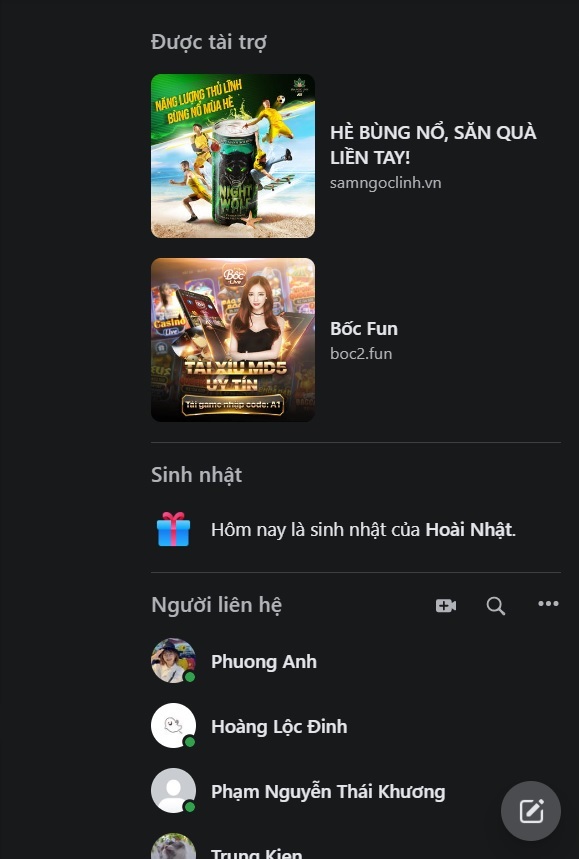 Được tài trợ
NĂNG LƯỢNG THỦ LĨNH
BÙNG NỔ MÙA HÈ
NIGHT
WOLF
HÈ BÙNG NỔ, SĂN QUÀ
LIỀN TAY!
samngoclinh.vn
Bốc
Live
Casino
Live
TÀI XỈU MD5
UY TÍN
Tải game nhập code: A1
Bốc Fun
boc2.fun
Sinh nhật
Hôm nay là sinh nhật của Hoài Nhật.
Người liên hệ
Phuong Anh
Hoàng Lộc Đinh
Phạm Nguyễn Thái Khương
Trung Kien